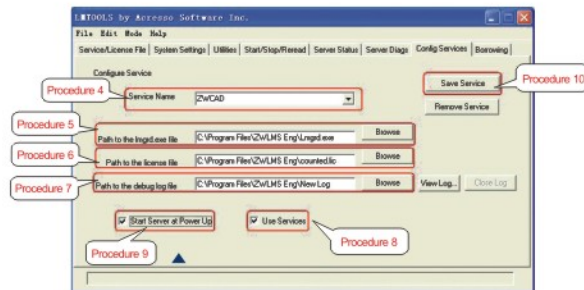 LMTOOLS by Acresso Software Inc.
File Edit Mode Help
Service/License File System Settings Utilities Start/Stop/Reread Server Status Server Diags Config Services Borrowing
Configure Service
Save Service
Procedure 10
Procedure 4
Service Name
ZWCAD
Remove Service
Procedure 5
Path to the lmgrd.exe file
C:\Program Files\ZWLMS Eng\Lmgrd.exe
Browse
Procedure 6
Path to the license file
C:\Program Files\ZWLMS Eng\counted.lic
Browse
Procedure 7
Path to the debug log file
C:\Program Files\ZWLMS Eng\New Log
Browse
View Log...
Close Log
Start Server at Power Up
Use Services
Procedure 8
Procedure 9